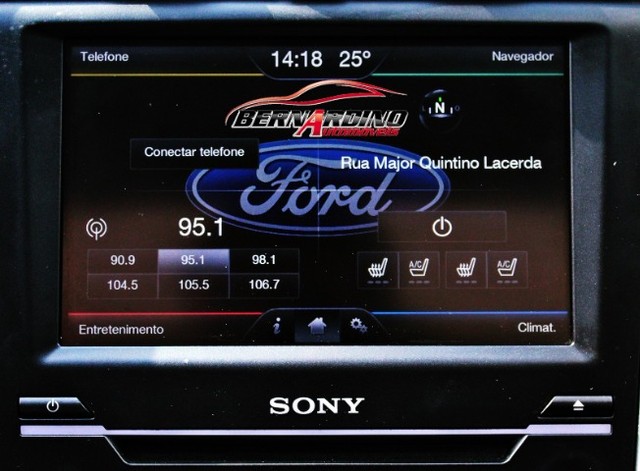 Telefone
14:18 25°
Navegador
BERNARDINO
AUTOMÓVEIS
N
Conectar telefone
Rua Major Quintino Lacerda
Ford
95.1
90.9 95.1 98.1
104.5 105.5 106.7
A/C A/C
Entretenimento
i
Climat.
SONY